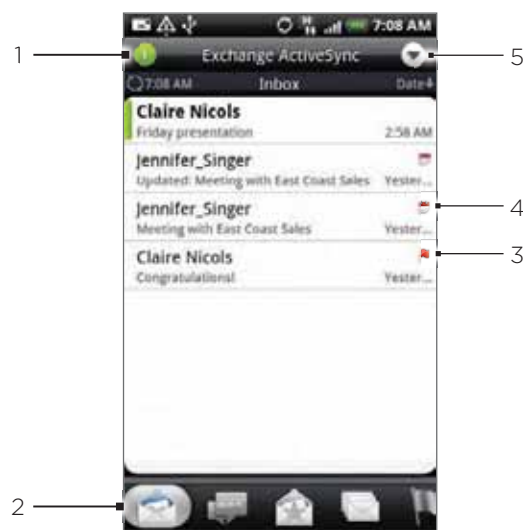 7:08 AM
1
1 Exchange ActiveSync
5
7:08 AM Inbox Date
Claire Nicols
Friday presentation 2:58 AM
Jennifer_Singer
Updated: Meeting with East Coast Sales Yester...
Jennifer_Singer
4
Meeting with East Coast Sales Yester...
Claire Nicols
3
Congratulations! Yester...
2